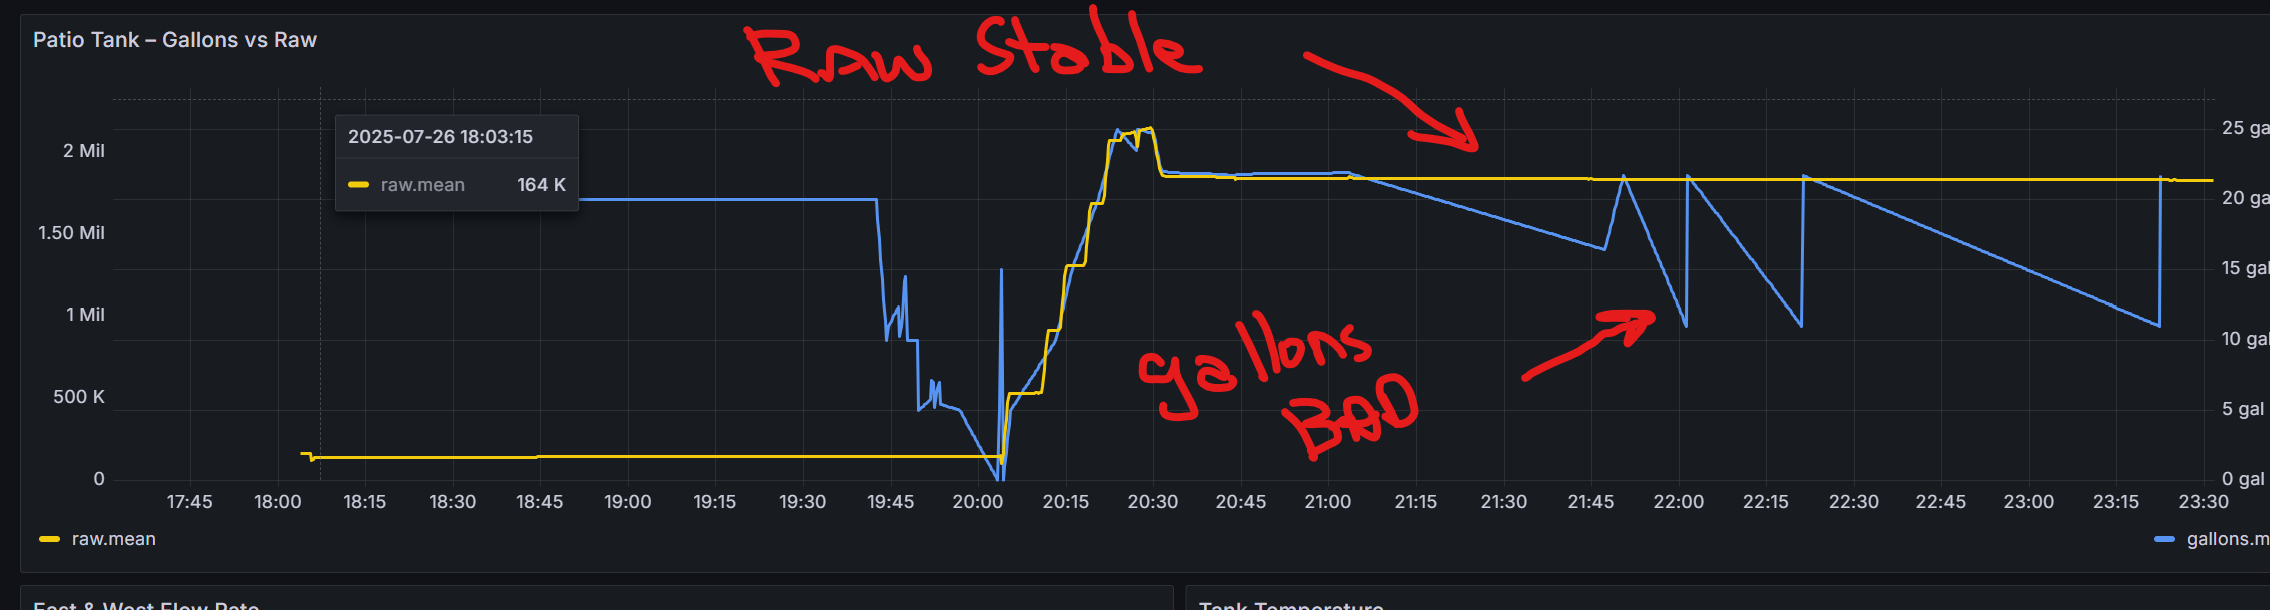 Patio Tank – Gallons vs Raw
Raw Stable
2025-07-26 18:03:15
raw.mean 164 K
2 Mil
1.50 Mil
1 Mil
500 K
0
25 ga
20 ga
15 gal
10 gal
5 gal
0 gal
gallons
BAD
17:45 18:00 18:15 18:30 18:45 19:00 19:15 19:30 19:45 20:00 20:15 20:30 20:45 21:00 21:15 21:30 21:45 22:00 22:15 22:30 22:45 23:00 23:15 23:30
raw.mean
gallons.m
East & West Flow Rate
Tank Temperature